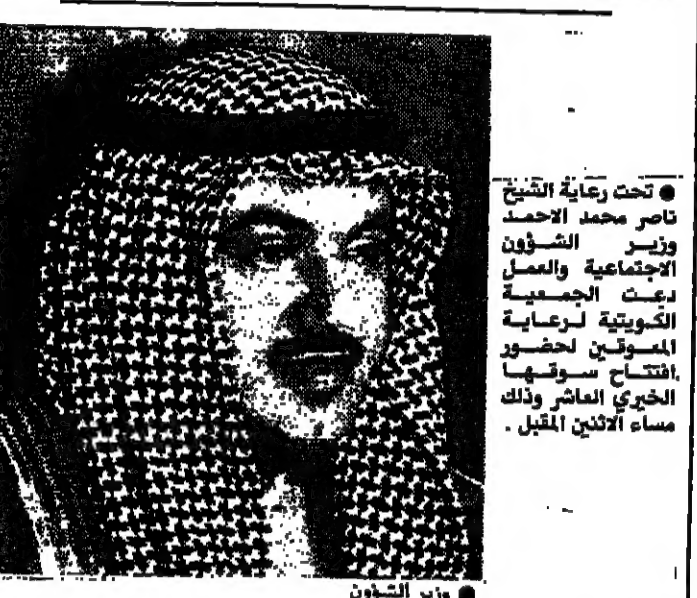 ● تحت رعاية الشيخ
ناصر محمد الاحمد
وزير الشؤون
الاجتماعية والعمل
دعت الجمعية
الكويتية لرعاية
المعوقين لحضور
افتتاح سوقها
الخيري العاشر وذلك
مساء الاثنين المقبل .
● وزير الشؤون